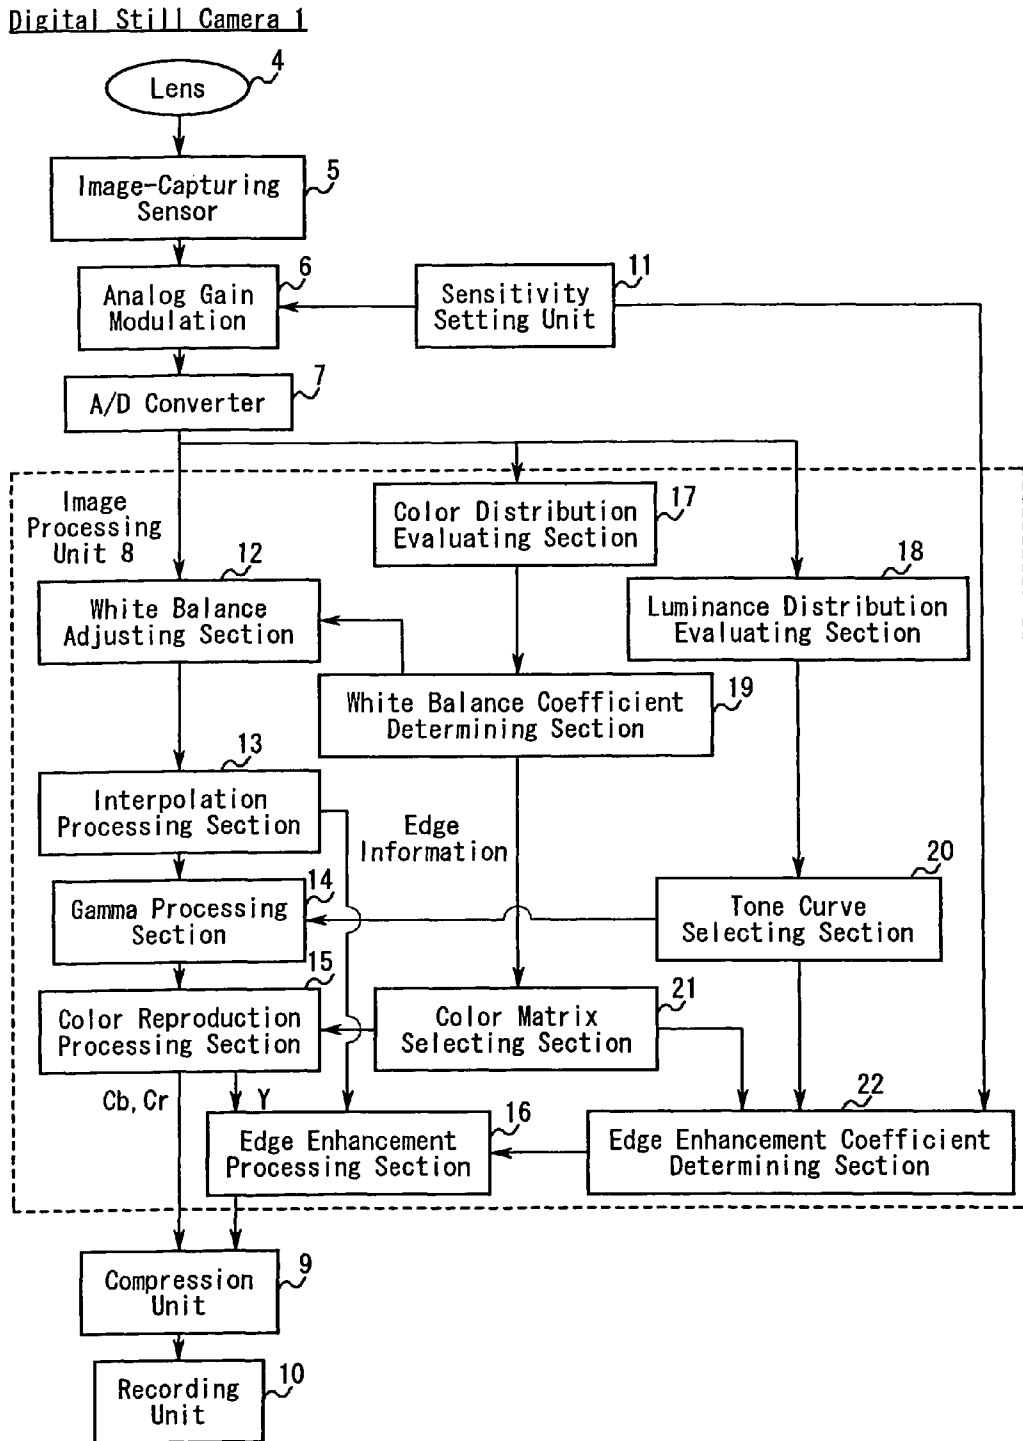 Digital Still Camera 1
4
Lens
5
Image-Capturing
Sensor
6
Analog Gain
Modulation
11
Sensitivity
Setting Unit
7
A/D Converter
Image
Processing
Unit 8
17
Color Distribution
Evaluating Section
12
White Balance
Adjusting Section
18
Luminance Distribution
Evaluating Section
19
White Balance Coefficient
Determining Section
13
Interpolation
Processing Section
Edge
Information
14
Gamma Processing
Section
20
Tone Curve
Selecting Section
15
Color Reproduction
Processing Section
21
Color Matrix
Selecting Section
Cb, Cr
Y
16
Edge Enhancement
Processing Section
22
Edge Enhancement Coefficient
Determining Section
9
Compression
Unit
10
Recording
Unit